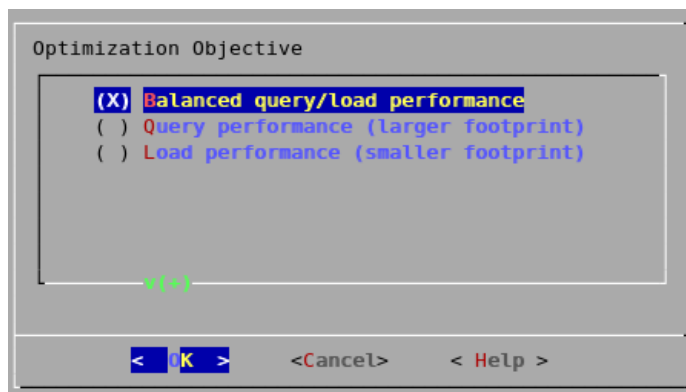 Optimization Objective
(X) Balanced query/load performance
( ) Query performance (larger footprint)
( ) Load performance (smaller footprint)
v(+)
< OK > <Cancel> < Help >